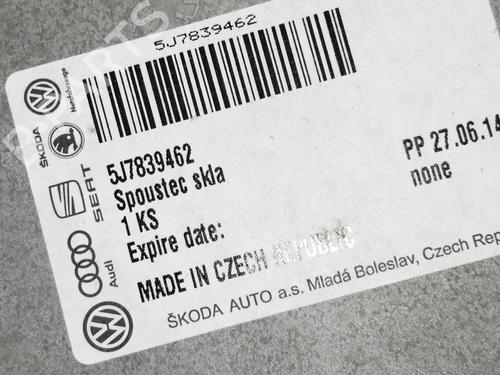 5J7839462
Nutzfahrzeuge
ŠKODA
SEAT
Audi
5J7839462
Spoustec skla
1 KS
Expire date:
PP 27.06.14
none
MADE IN CZECH REPUBLIC
ŠKODA AUTO a.s. Mladá Boleslav, Czech Rep